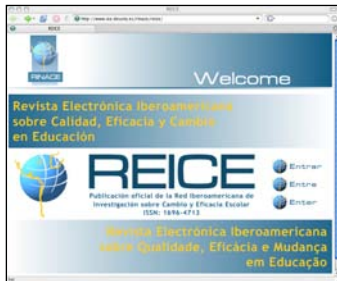 REICE
REICE
RINACE
Welcome
Revista Electrónica Iberoamericana
sobre Calidad, Eficacia y Cambio
en Educación
REICE
Publicación oficial de la Red Iberoamericana de
Investigación sobre Cambio y Eficacia Escolar
ISSN: 1696-4713
Entrar
Entre
Enter
Revista Electrónica Iberoamericana
sobre Qualidade, Eficácia e Mudança
em Educação